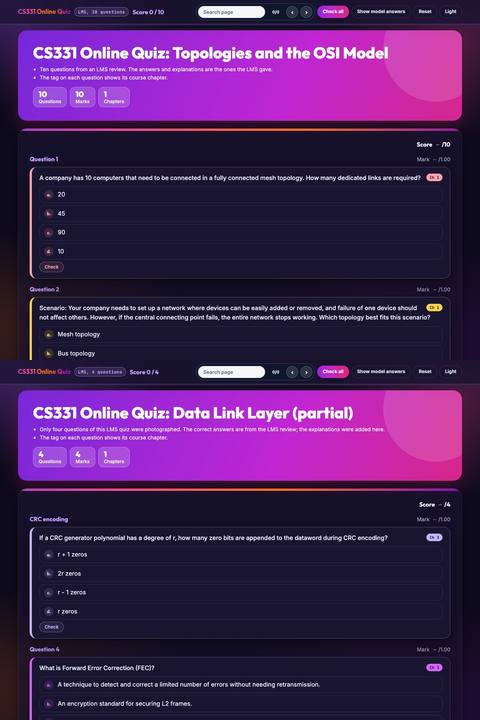 CS331 Online Quiz LMS, 10 questions Score 0 / 10 Search page 0/0 ‹ › Check all Show model answers Reset Light
CS331 Online Quiz: Topologies and the OSI Model
• Ten questions from an LMS review. The answers and explanations are the ones the LMS gave.
• The tag on each question shows its course chapter.
10 Questions
10 Marks
1 Chapters
Score – /10
Question 1 Mark – /1.00
A company has 10 computers that need to be connected in a fully connected mesh topology. How many dedicated links are required? Ch 1
a. 20
b. 45
c. 90
d. 10
Check
Question 2 Mark – /1.00
Scenario: Your company needs to set up a network where devices can be easily added or removed, and failure of one device should Ch 1
not affect others. However, if the central connecting point fails, the entire network stops working. Which topology best fits this scenario?
a. Mesh topology
b. Bus topology
CS331 Online Quiz LMS, 4 questions Score 0 / 4 Search page 0/0 ‹ › Check all Show model answers Reset Light
CS331 Online Quiz: Data Link Layer (partial)
• Only four questions of this LMS quiz were photographed. The correct answers are from the LMS review; the explanations were added here.
• The tag on each question shows its course chapter.
4 Questions
4 Marks
1 Chapters
Score – /4
CRC encoding Mark – /1.00
If a CRC generator polynomial has a degree of r, how many zero bits are appended to the dataword during CRC encoding? Ch 3
a. r + 1 zeros
b. 2r zeros
c. r - 1 zeros
d. r zeros
Check
Question 4 Mark – /1.00
What is Forward Error Correction (FEC)?
a. A technique to detect and correct a limited number of errors without needing retransmission.
b. An encryption standard for securing L2 frames.